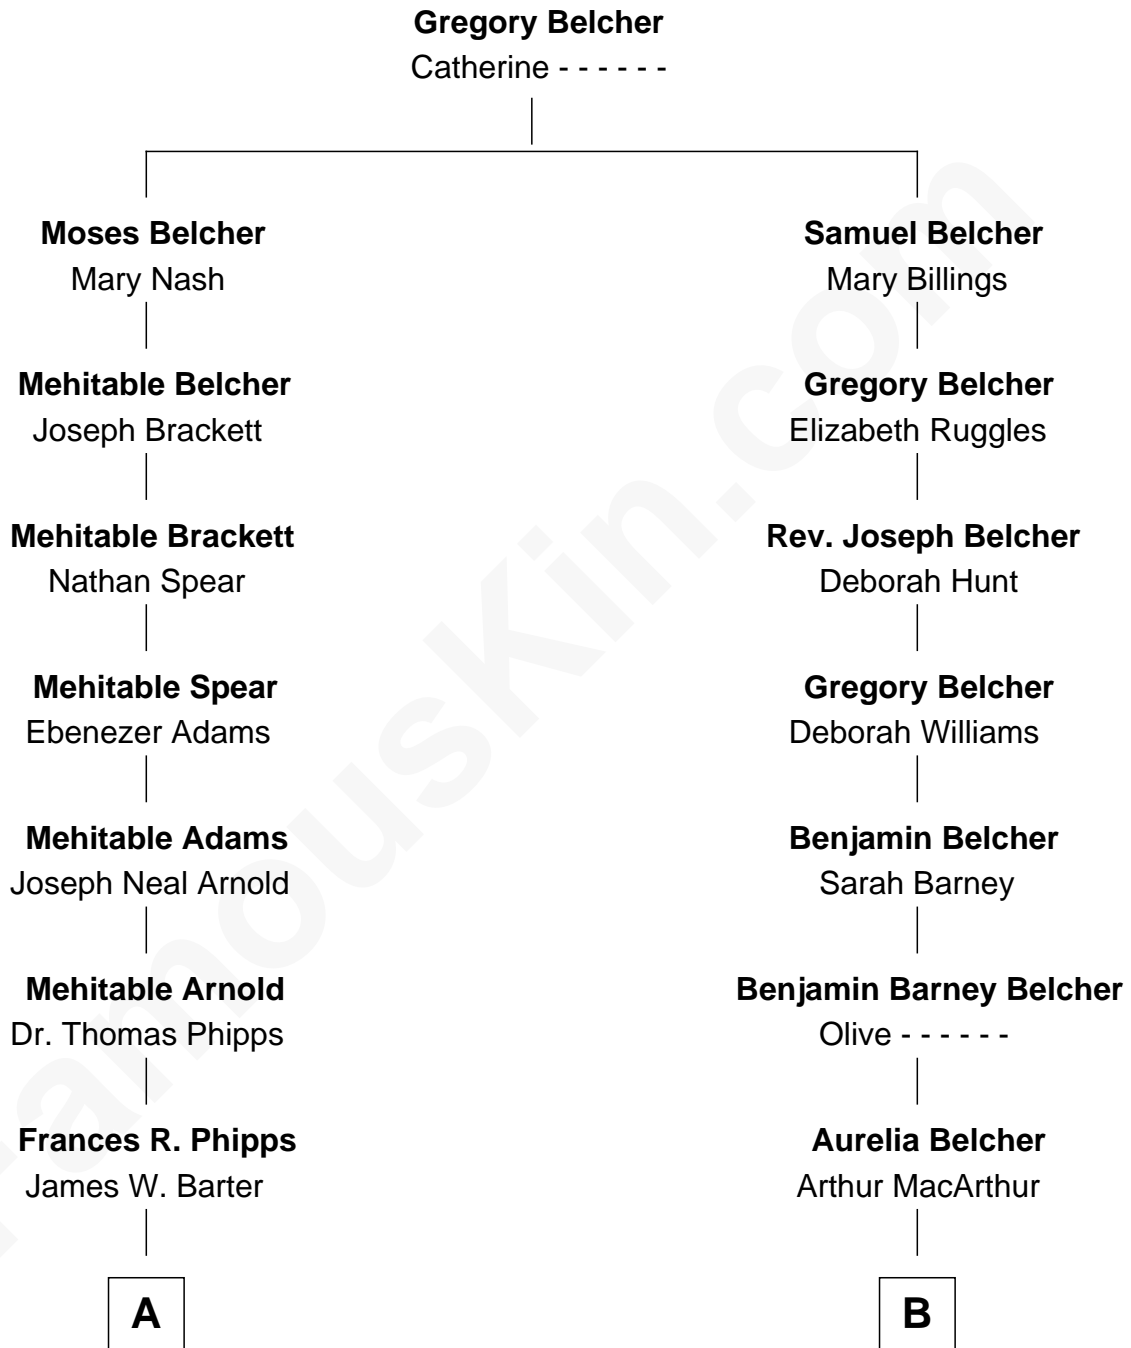 Gregory Belcher
Catherine - - - - - -
Moses Belcher
Mary Nash
Mehitable Belcher
Joseph Brackett
Mehitable Brackett
Nathan Spear
Mehitable Spear
Ebenezer Adams
Mehitable Adams
Joseph Neal Arnold
Mehitable Arnold
Dr. Thomas Phipps
Frances R. Phipps
James W. Barter
A
Samuel Belcher
Mary Billings
Gregory Belcher
Elizabeth Ruggles
Rev. Joseph Belcher
Deborah Hunt
Gregory Belcher
Deborah Williams
Benjamin Belcher
Sarah Barney
Benjamin Barney Belcher
Olive - - - - - -
Aurelia Belcher
Arthur MacArthur
B
FamousKin.com